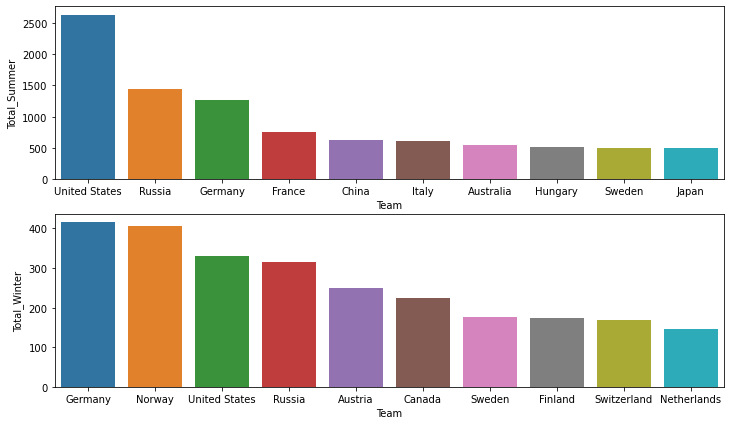 Total_Summer
2500
2000
1500
1000
500
0
United States Russia Germany France China Italy Australia Hungary Sweden Japan
Team
Total_Winter
400
300
200
100
0
Germany Norway United States Russia Austria Canada Sweden Finland Switzerland Netherlands
Team